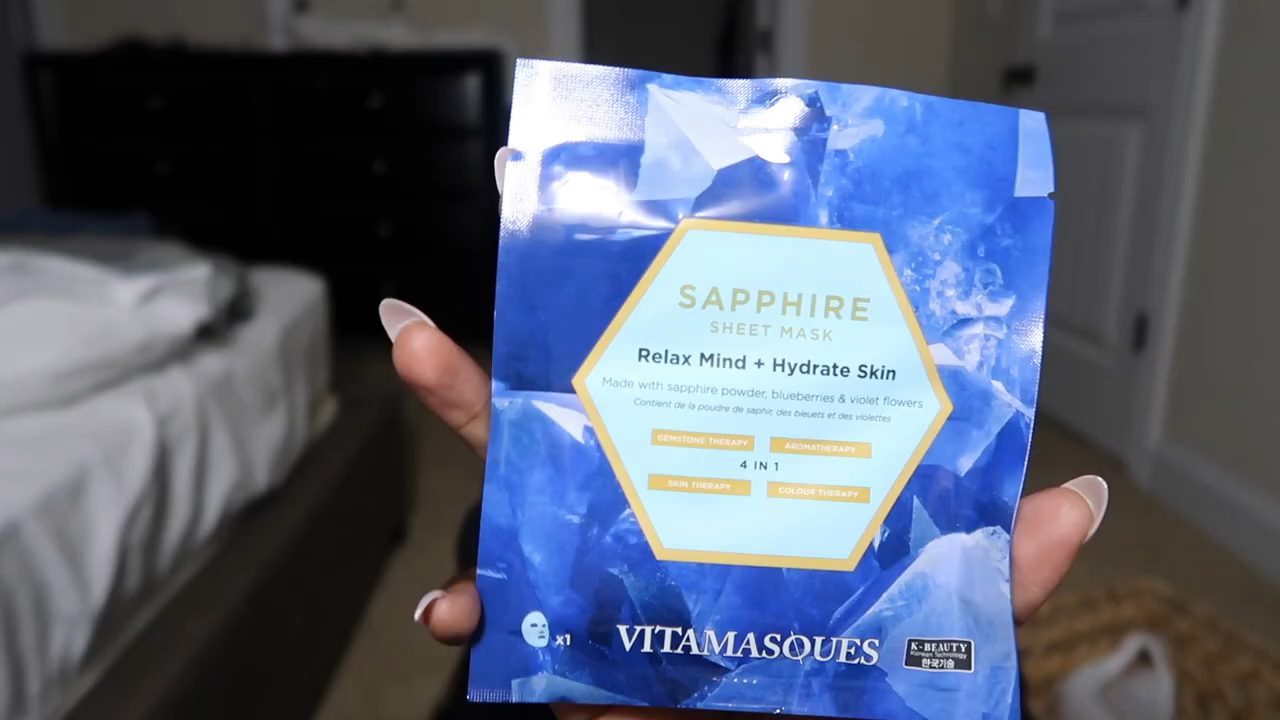 SAPPHIRE
SHEET MASK
Relax Mind + Hydrate Skin
Made with sapphire powder, blueberries & violet flowers
Contient de la poudre de saphir, des bleuets et des violettes
GEMSTONE THERAPY AROMATHERAPY
4 IN 1
SKIN THERAPY COLOUR THERAPY
x1
VITAMASQUES
K-BEAUTY
Korean Technology
한국기술